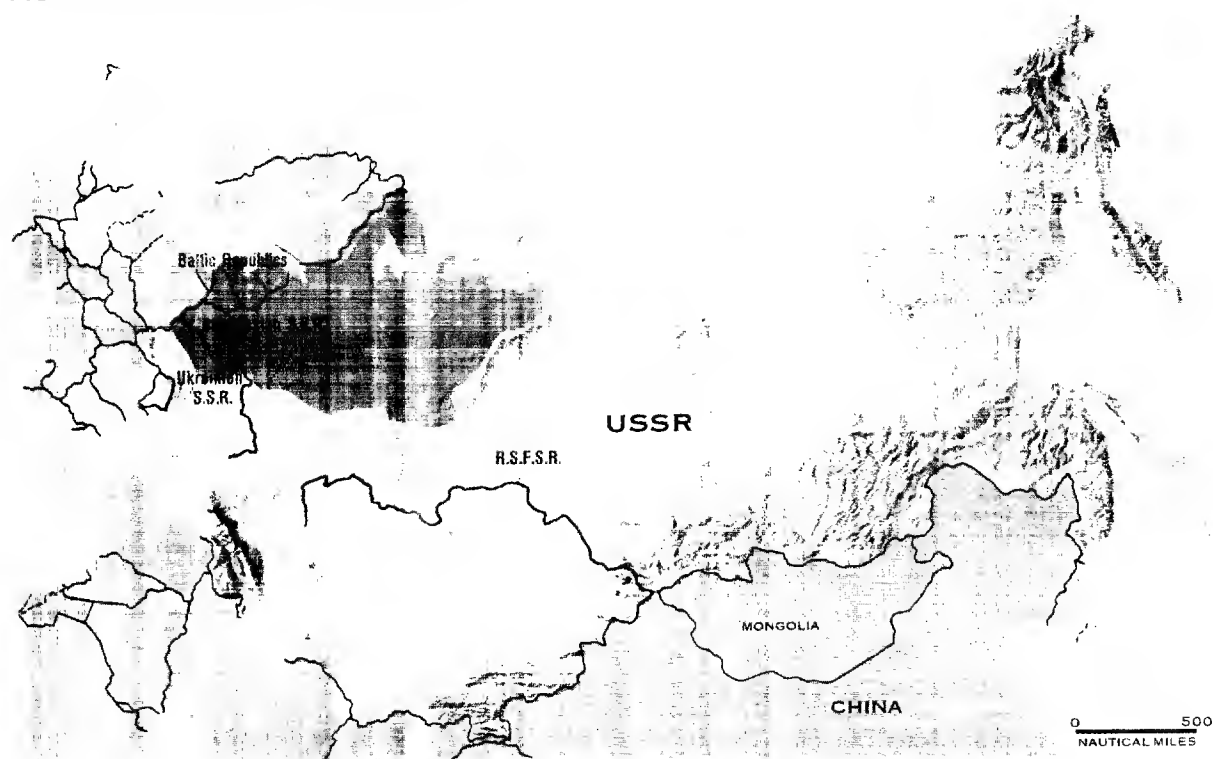 Baltic Republics
Ukrainian
S.S.R.
USSR
R.S.F.S.R.
MONGOLIA
CHINA
0 500
NAUTICAL MILES